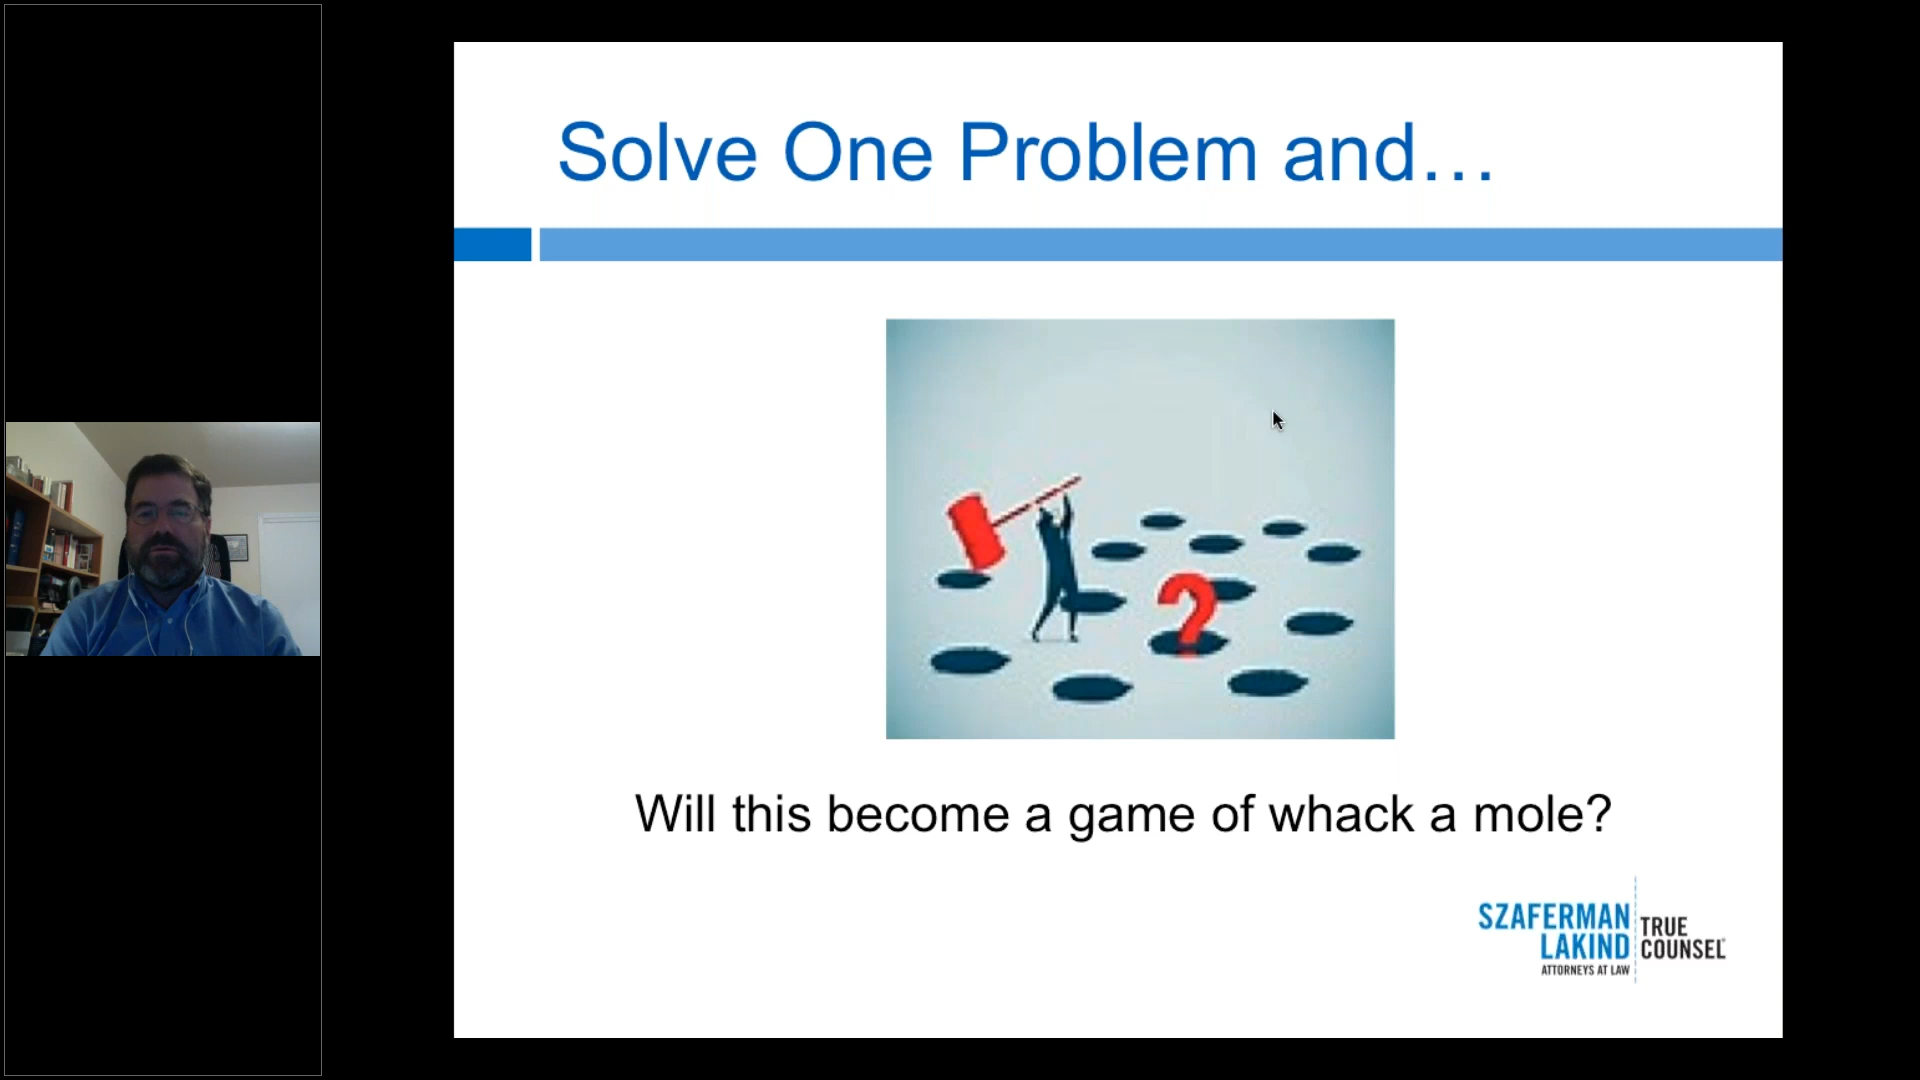 Solve One Problem and...
?
Will this become a game of whack a mole?
SZAFERMAN
LAKIND
ATTORNEYS AT LAW
TRUE
COUNSEL